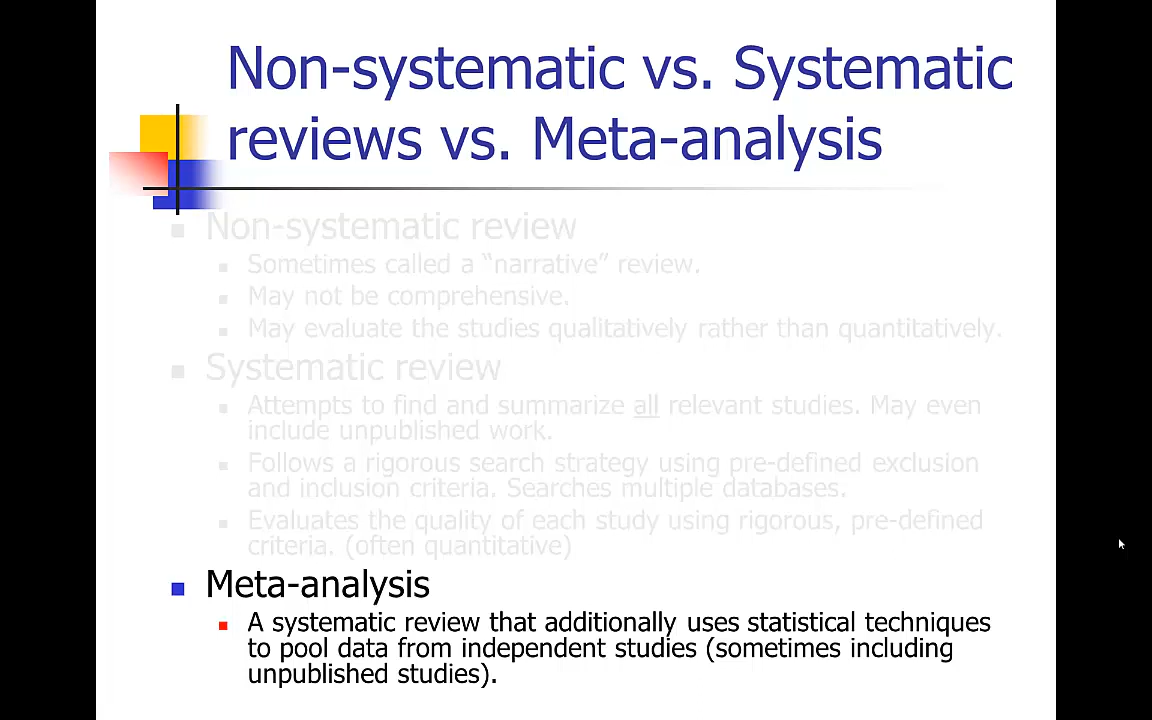 Non-systematic vs. Systematic
reviews vs. Meta-analysis
Non-systematic review
Sometimes called a “narrative” review.
May not be comprehensive.
May evaluate the studies qualitatively rather than quantitatively.
Systematic review
Attempts to find and summarize all relevant studies. May even
include unpublished work.
Follows a rigorous search strategy using pre-defined exclusion
and inclusion criteria. Searches multiple databases.
Evaluates the quality of each study using rigorous, pre-defined
criteria. (often quantitative)
Meta-analysis
A systematic review that additionally uses statistical techniques
to pool data from independent studies (sometimes including
unpublished studies).